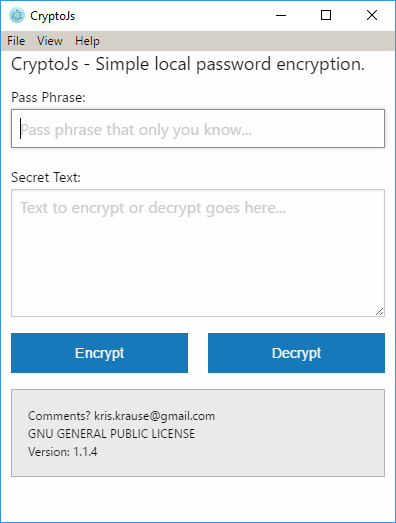 CryptoJs
File View Help
CryptoJs - Simple local password encryption.
Pass Phrase:
Pass phrase that only you know...
Secret Text:
Text to encrypt or decrypt goes here...
Encrypt Decrypt
Comments? kris.krause@gmail.com
GNU GENERAL PUBLIC LICENSE
Version: 1.1.4